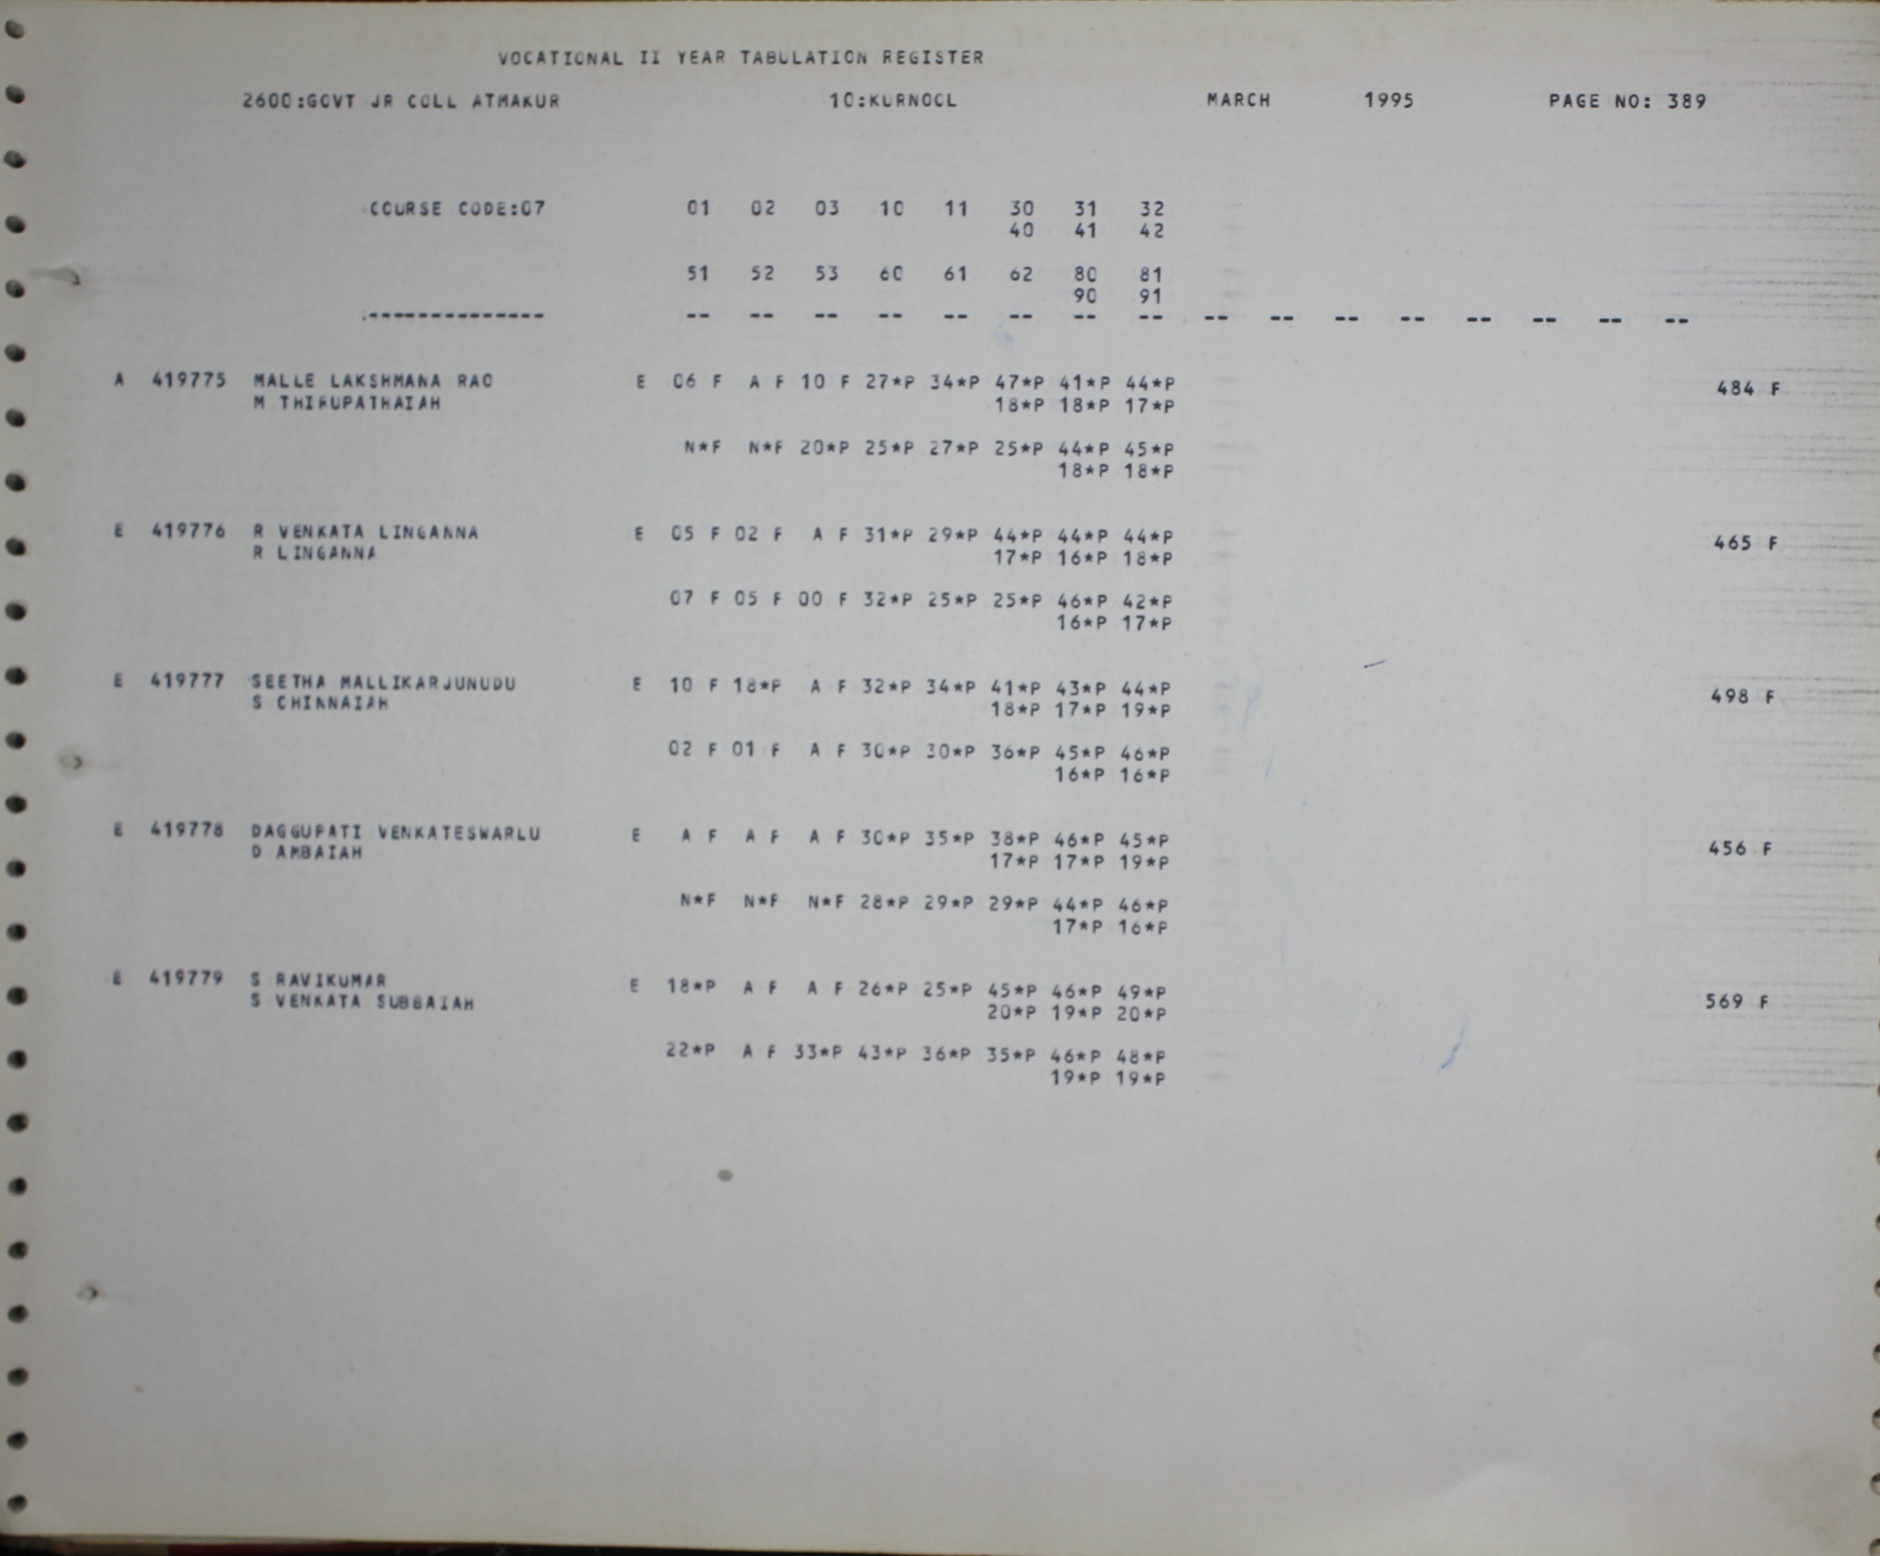 VOCATIONAL II YEAR TABULATION REGISTER
2600:GOVT JR COLL ATMAKUR 10:KURNOOL MARCH 1995 PAGE NO: 389
COURSE CODE:07 01 02 03 10 11 30 31 32
40 41 42
51 52 53 60 61 62 80 81
90 91
-------------- -- -- -- -- -- -- -- -- -- -- -- -- -- -- -- --
A 419775 MALLE LAKSHMANA RAO E 06 F A F 10 F 27*P 34*P 47*P 41*P 44*P 484 F
M THIRUPATHAIAH 18*P 18*P 17*P
N*F N*F 20*P 25*P 27*P 25*P 44*P 45*P
18*P 18*P
E 419776 R VENKATA LINGANNA E 05 F 02 F A F 31*P 29*P 44*P 44*P 44*P 465 F
R LINGANNA 17*P 16*P 18*P
07 F 05 F 00 F 32*P 25*P 25*P 46*P 42*P
16*P 17*P
E 419777 SEETHA MALLIKARJUNUDU E 10 F 18*P A F 32*P 34*P 41*P 43*P 44*P 498 F
S CHINNAIAH 18*P 17*P 19*P
02 F 01 F A F 30*P 30*P 36*P 45*P 46*P
16*P 16*P
E 419778 DAGGUPATI VENKATESWARLU E A F A F A F 30*P 35*P 38*P 46*P 45*P 456 F
D AMBAIAH 17*P 17*P 19*P
N*F N*F N*F 28*P 29*P 29*P 44*P 46*P
17*P 16*P
E 419779 S RAVIKUMAR E 18*P A F A F 26*P 25*P 45*P 46*P 49*P 569 F
S VENKATA SUBBAIAH 20*P 19*P 20*P
22*P A F 33*P 43*P 36*P 35*P 46*P 48*P
19*P 19*P